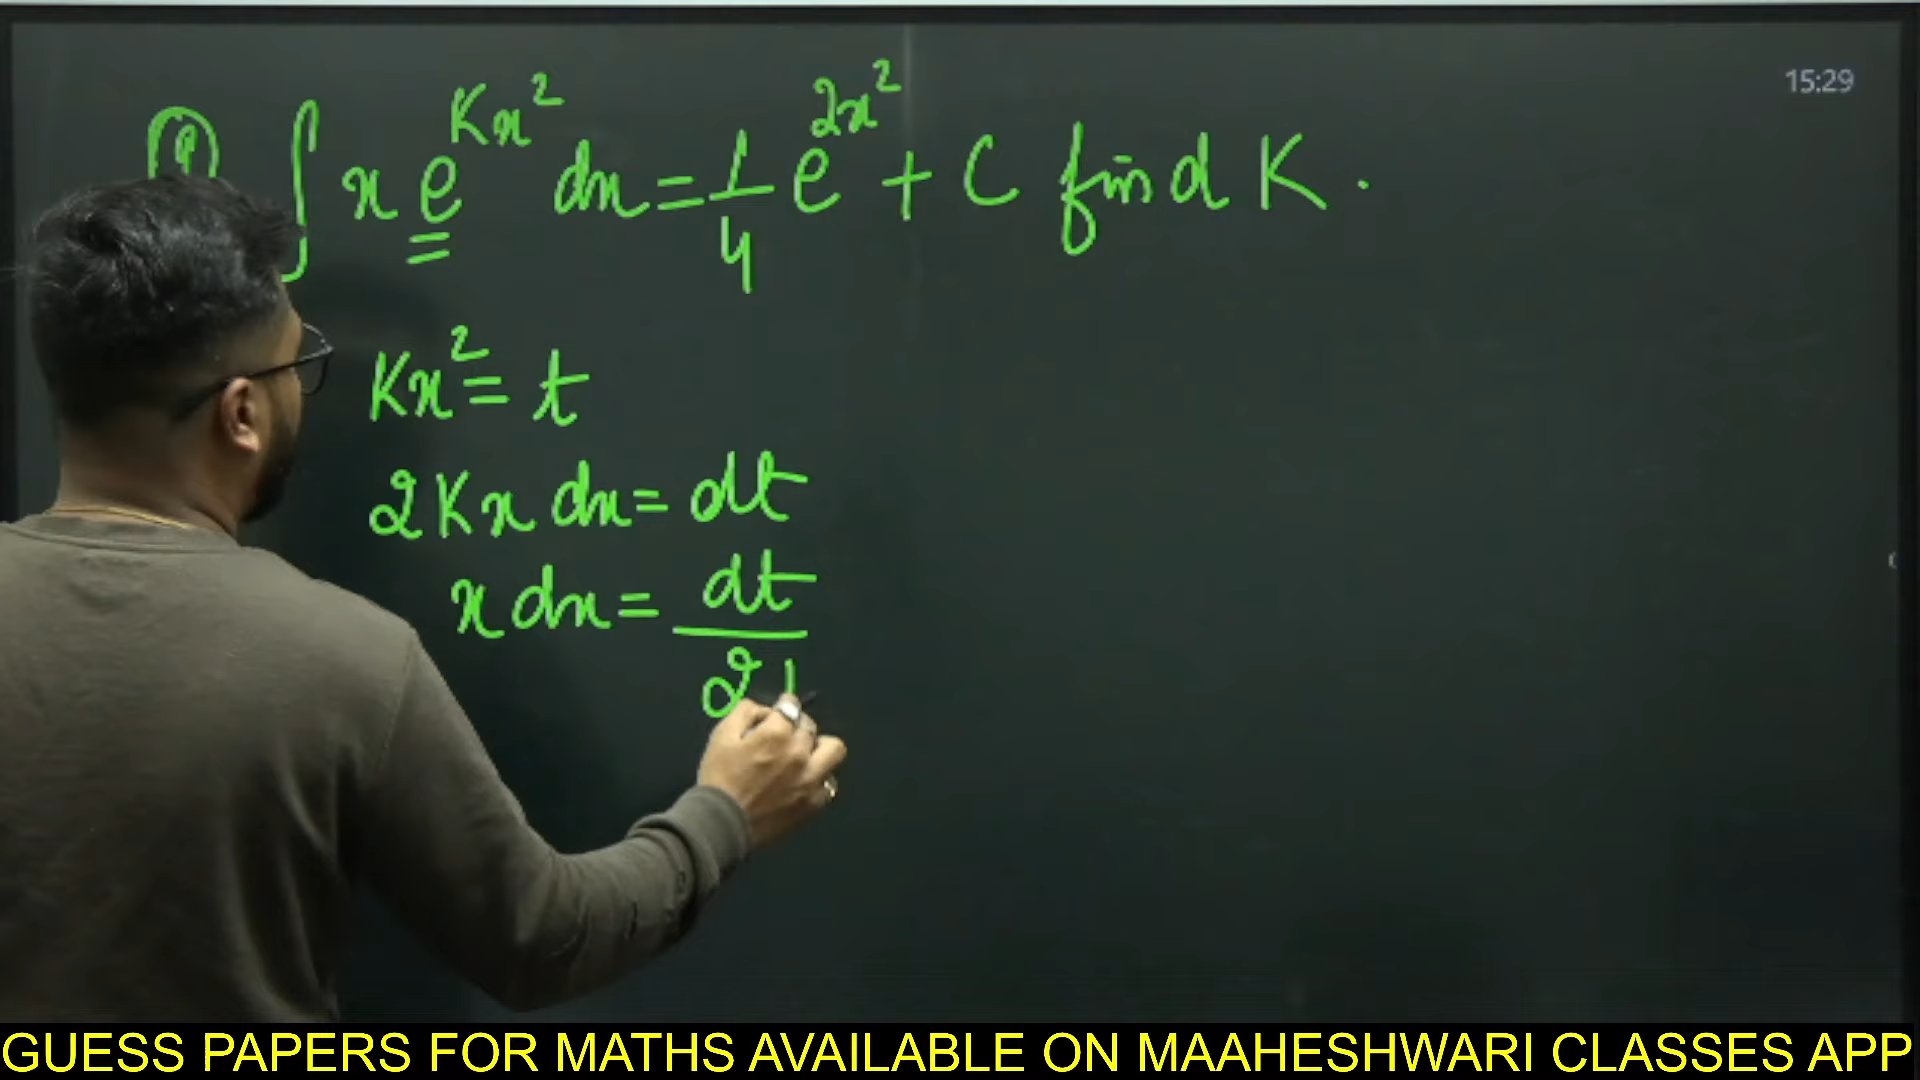 15:29
Q ∫ x e^{Kx²} dx = 1/4 e^{2x²} + C find K.
Kx² = t
2Kx dx = dt
x dx = dt/2
GUESS PAPERS FOR MATHS AVAILABLE ON MAAHESHWARI CLASSES APP